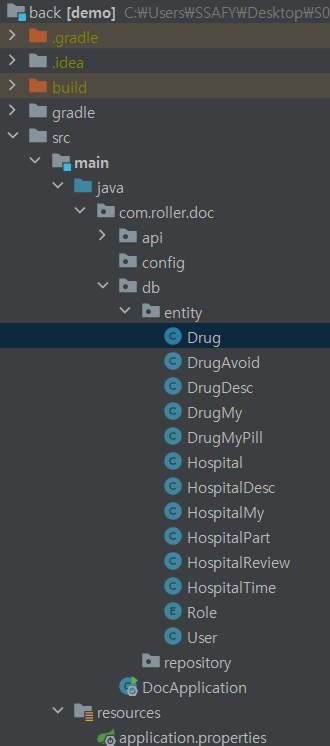 back [demo] C:₩Users₩SSAFY₩Desktop₩S0
.gradle
.idea
build
gradle
src
main
java
com.roller.doc
api
config
db
entity
C Drug
C DrugAvoid
C DrugDesc
C DrugMy
C DrugMyPill
C Hospital
C HospitalDesc
C HospitalMy
C HospitalPart
C HospitalReview
C HospitalTime
E Role
C User
repository
DocApplication
resources
application.properties